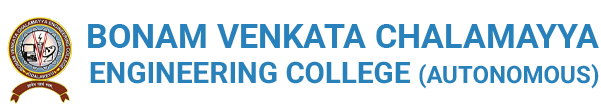 BONAM VENKATA CHALAMAYYA
ENGINEERING COLLEGE (AUTONOMOUS)